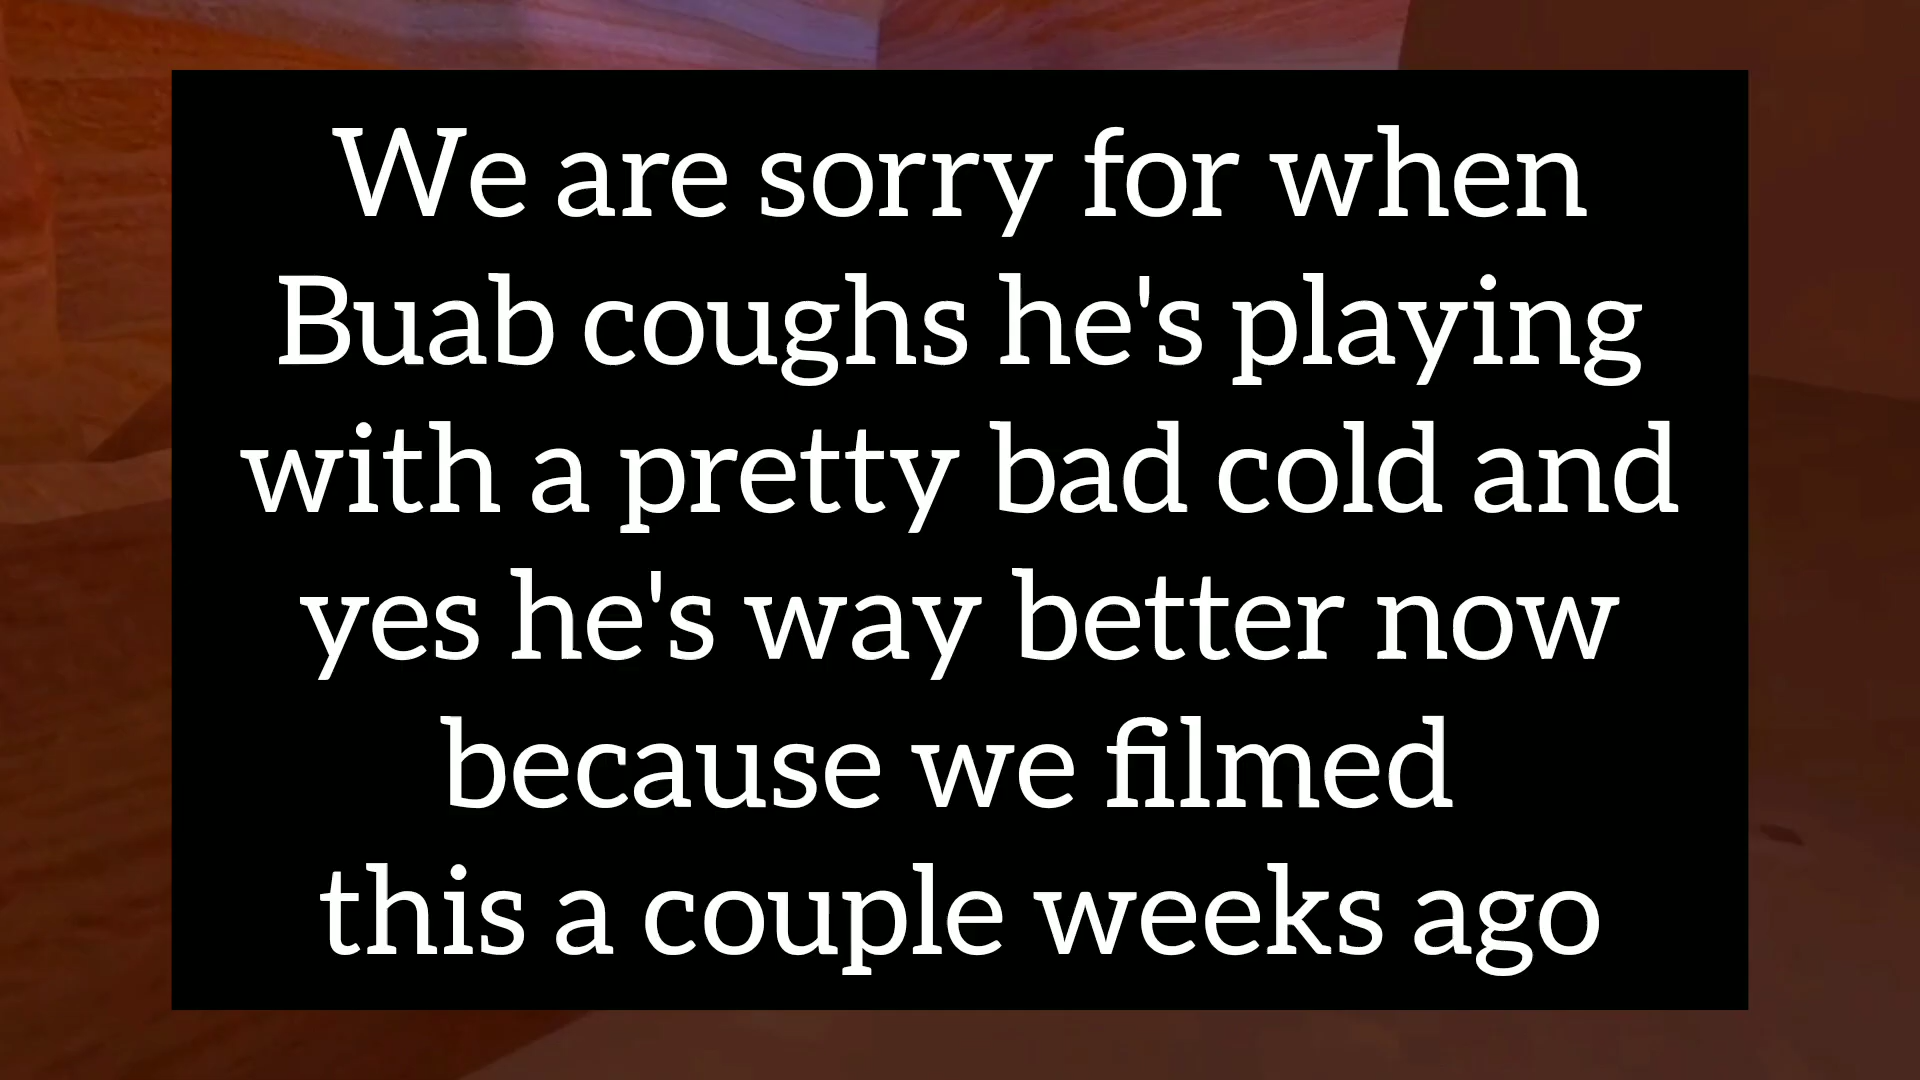 We are sorry for when
Buab coughs he's playing
with a pretty bad cold and
yes he's way better now
because we filmed
this a couple weeks ago